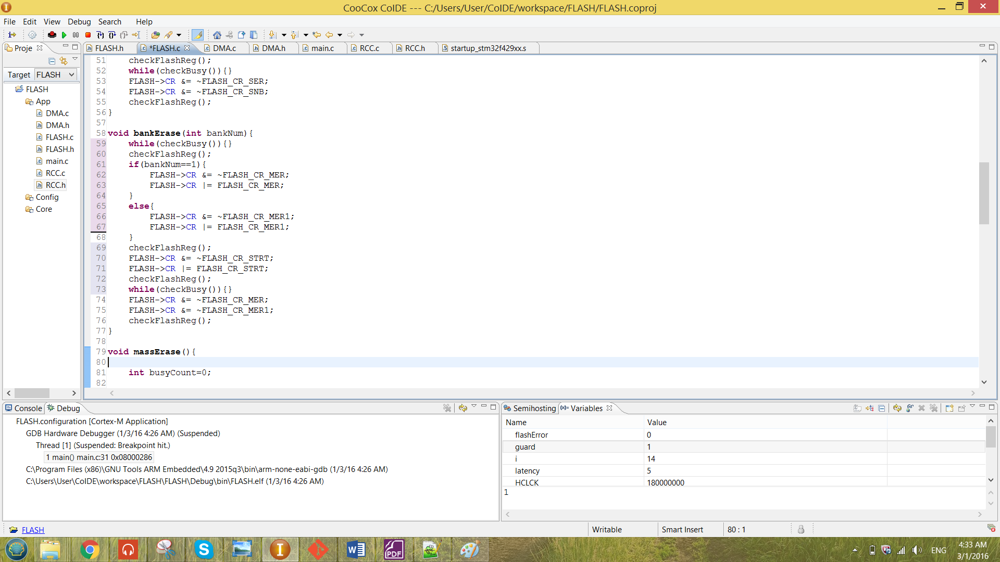 CooCox CoIDE --- C:/Users/User/CoIDE/workspace/FLASH/FLASH.coproj
File Edit View Debug Search Help
Proje
FLASH.h *FLASH.c DMA.c DMA.h main.c RCC.c RCC.h startup_stm32f429xx.s
Target FLASH
FLASH
App
DMA.c
DMA.h
FLASH.c
FLASH.h
main.c
RCC.c
RCC.h
Config
Core
51 checkFlashReg();
52 while(checkBusy()){}
53 FLASH->CR &= ~FLASH_CR_SER;
54 FLASH->CR &= ~FLASH_CR_SNB;
55 checkFlashReg();
56 }
57
58 void bankErase(int bankNum){
59 while(checkBusy()){}
60 checkFlashReg();
61 if(bankNum==1){
62 FLASH->CR &= ~FLASH_CR_MER;
63 FLASH->CR |= FLASH_CR_MER;
64 }
65 else{
66 FLASH->CR &= ~FLASH_CR_MER1;
67 FLASH->CR |= FLASH_CR_MER1;
68 }
69 checkFlashReg();
70 FLASH->CR &= ~FLASH_CR_STRT;
71 FLASH->CR |= FLASH_CR_STRT;
72 checkFlashReg();
73 while(checkBusy()){}
74 FLASH->CR &= ~FLASH_CR_MER;
75 FLASH->CR &= ~FLASH_CR_MER1;
76 checkFlashReg();
77 }
78
79 void massErase(){
80
81 int busyCount=0;
82
Console Debug
FLASH.configuration [Cortex-M Application]
GDB Hardware Debugger (1/3/16 4:26 AM) (Suspended)
Thread [1] (Suspended: Breakpoint hit.)
1 main() main.c:31 0x08000286
C:\Program Files (x86)\GNU Tools ARM Embedded\4.9 2015q3\bin\arm-none-eabi-gdb (1/3/16 4:26 AM)
C:\Users\User\CoIDE\workspace\FLASH\FLASH\Debug\bin\FLASH.elf (1/3/16 4:26 AM)
Semihosting (x)= Variables
Name Value
flashError 0
guard 1
i 14
latency 5
HCLCK 180000000
1
FLASH
Writable Smart Insert 80 : 1
PDF
ENG
4:33 AM
3/1/2016